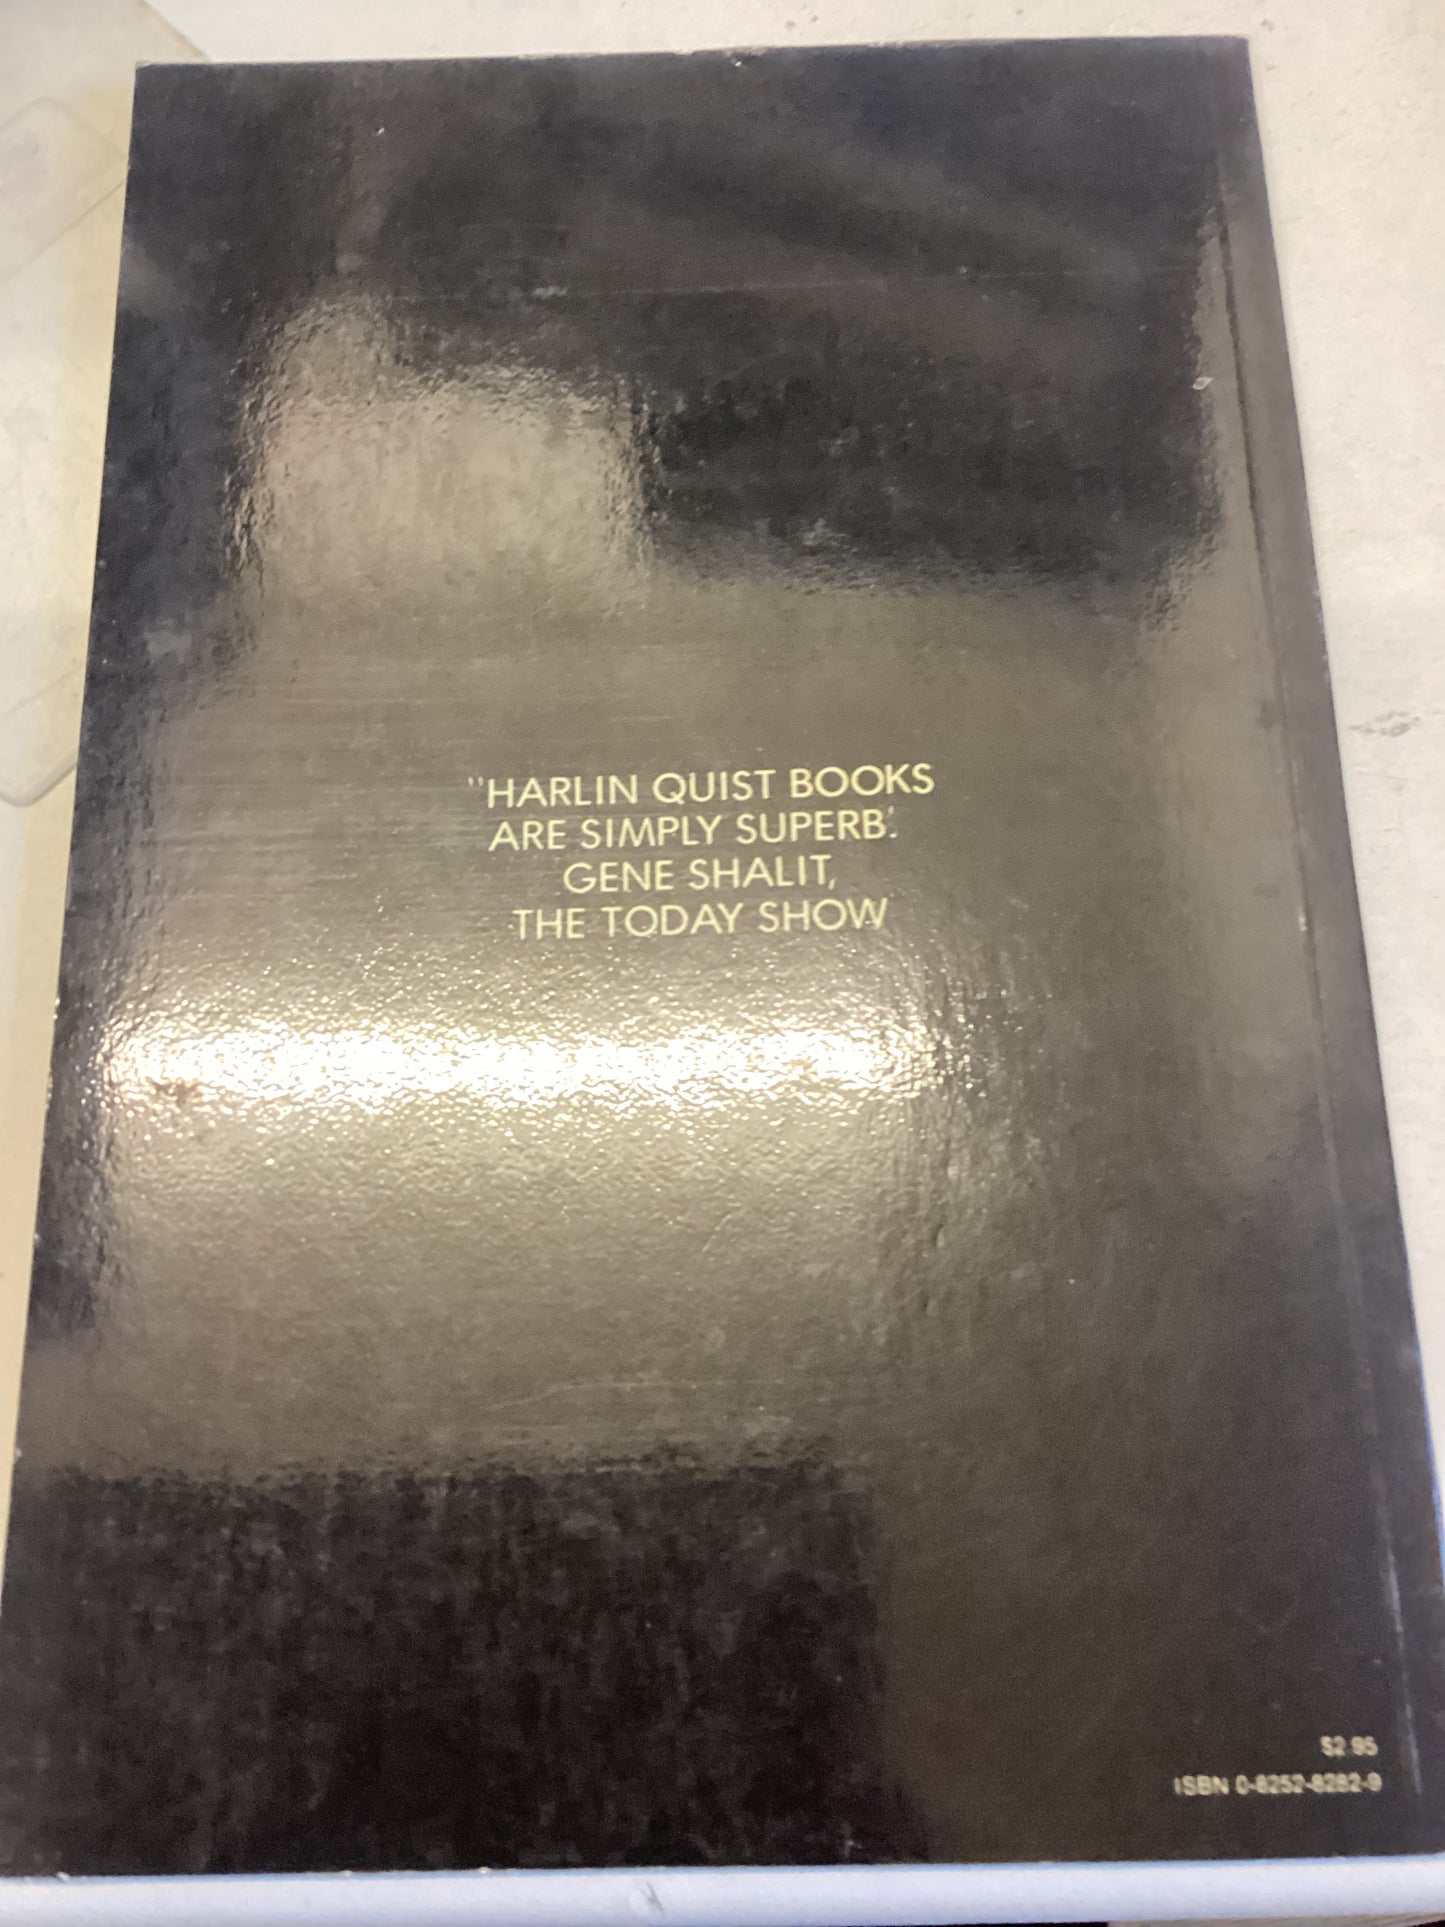 "HARLIN QUIST BOOKS
ARE SIMPLY SUPERB."
GENE SHALIT,
THE TODAY SHOW
$2.95
ISBN 0-8252-8282-9